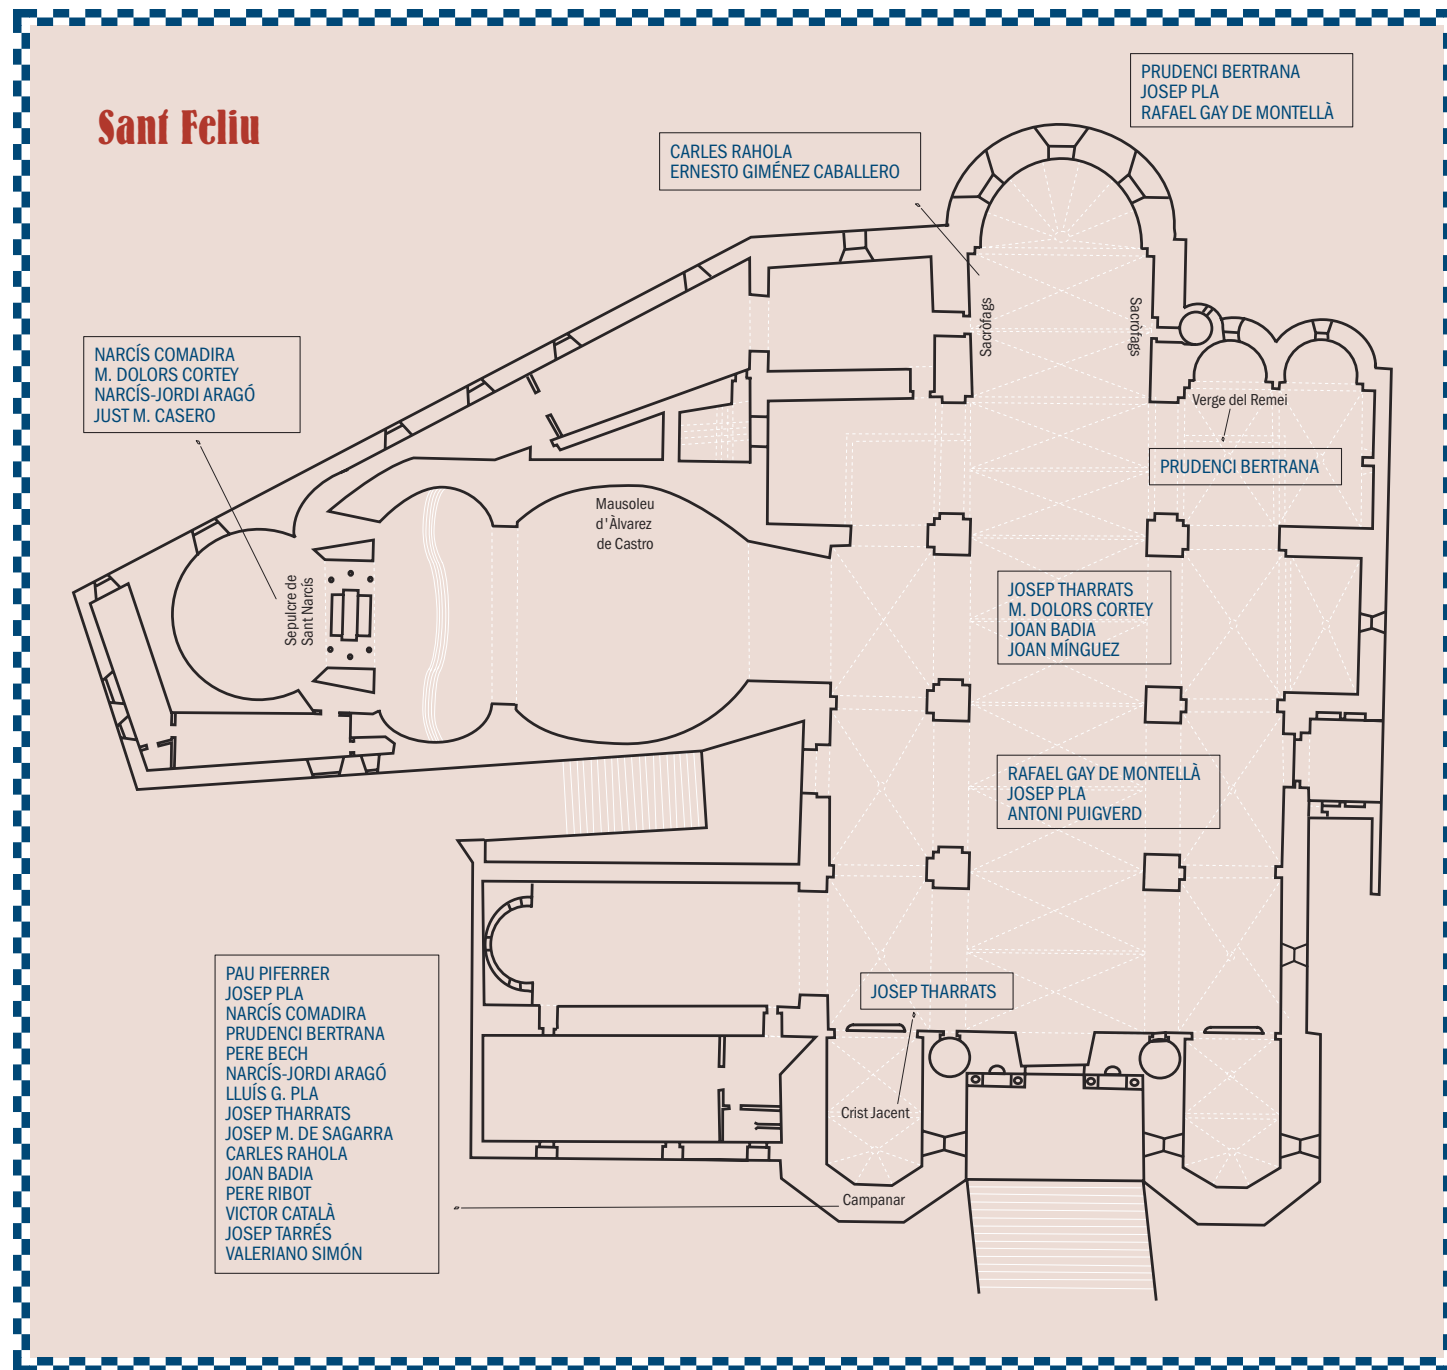 Sant Feliu
PRUDENCI BERTRANA
JOSEP PLA
RAFAEL GAY DE MONTELLÀ
CARLES RAHOLA
ERNESTO GIMÉNEZ CABALLERO
Sacròfags
Sacròfags
NARCÍS COMADIRA
M. DOLORS CORTEY
NARCÍS-JORDI ARAGÓ
JUST M. CASERO
Verge del Remei
PRUDENCI BERTRANA
Mausoleu
d'Àlvarez
de Castro
Sepulcre de
Sant Narcís
JOSEP THARRATS
M. DOLORS CORTEY
JOAN BADIA
JOAN MÍNGUEZ
RAFAEL GAY DE MONTELLÀ
JOSEP PLA
ANTONI PUIGVERD
PAU PIFERRER
JOSEP PLA
NARCÍS COMADIRA
PRUDENCI BERTRANA
PERE BECH
NARCÍS-JORDI ARAGÓ
LLUÍS G. PLA
JOSEP THARRATS
JOSEP M. DE SAGARRA
CARLES RAHOLA
JOAN BADIA
PERE RIBOT
VICTOR CATALÀ
JOSEP TARRÉS
VALERIANO SIMÓN
JOSEP THARRATS
Crist Jacent
Campanar